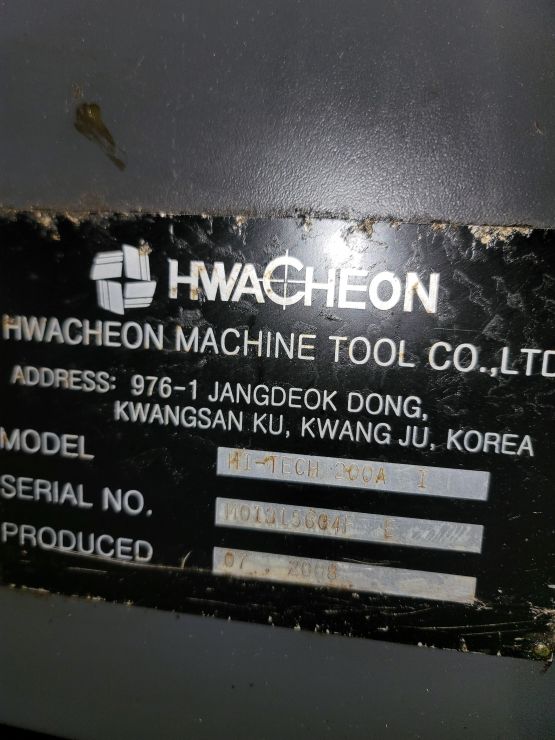 HWACHEON
HWACHEON MACHINE TOOL CO.,LTD
ADDRESS: 976-1 JANGDEOK DONG,
KWANGSAN KU, KWANG JU, KOREA
MODEL HI-TECH 200A I
SERIAL NO.
PRODUCED 07. 2008